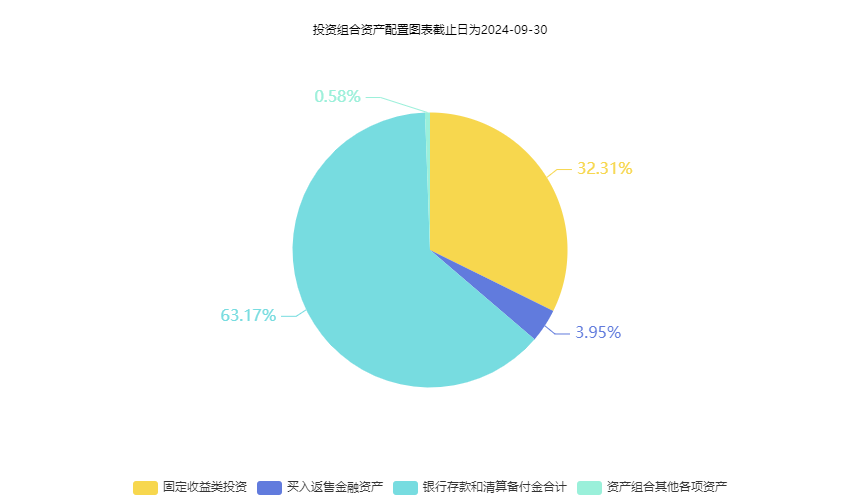 投资组合资产配置图表截止日为2024-09-30
0.58%
32.31%
63.17%
3.95%
固定收益类投资 买入返售金融资产 银行存款和清算备付金合计 资产组合其他各项资产